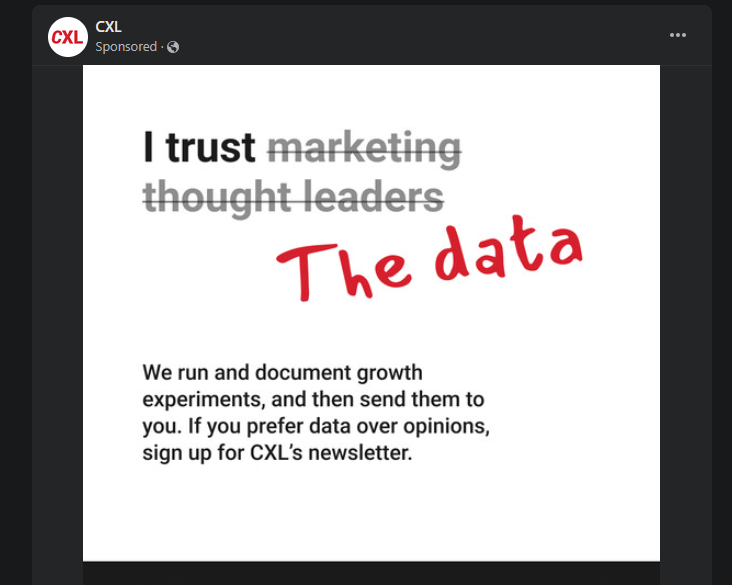 CXL
CXL
Sponsored ·
I trust marketing
thought leaders
The data
We run and document growth
experiments, and then send them to
you. If you prefer data over opinions,
sign up for CXL's newsletter.